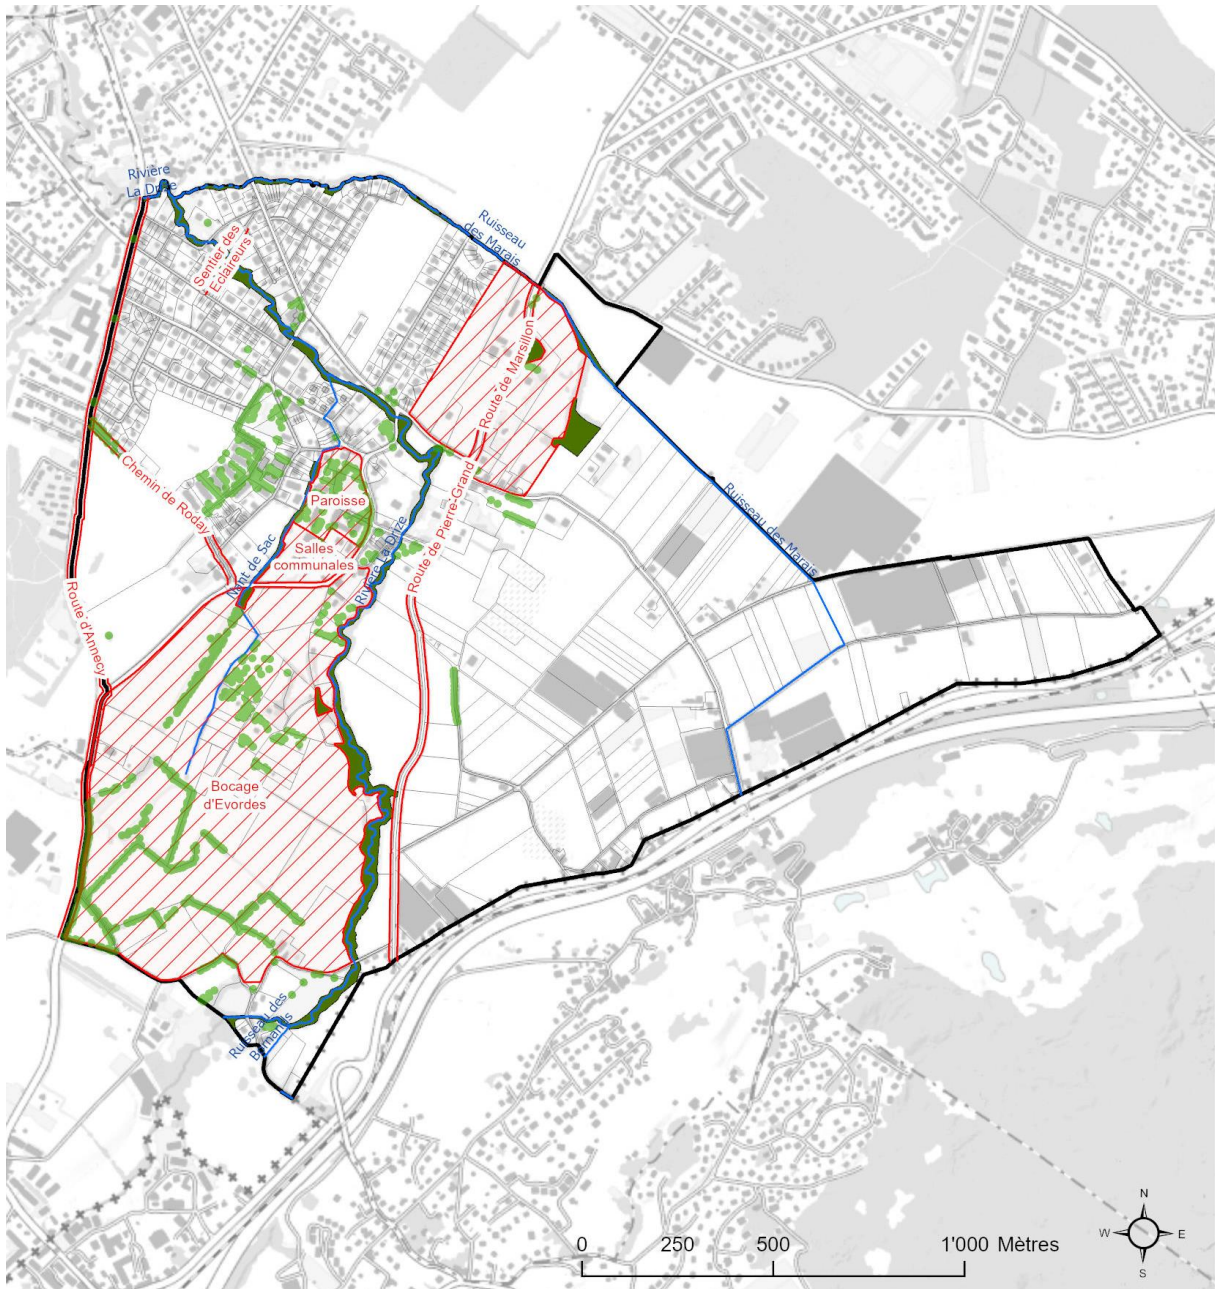 Rivière
La Drize
Ruisseau
des Marais
Sentier des
Eclaireurs
Route de Marsillon
Chemin de Roday
Route de Pierre-Grand
Ruisseau des Marais
Paroisse
Nant de Sac
Salles
communales
Rivière La Drize
Route d'Annecy
Bocage
d'Evordes
Ruisseau des
Bernands
N
W
E
S
0
250
500
1'000 Mètres